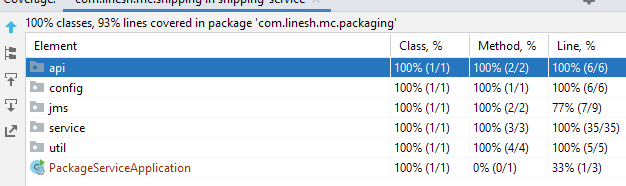 Coverage: com.linesh.mc.shipping in shipping-service ×
100% classes, 93% lines covered in package 'com.linesh.mc.packaging'
Element Class, % Method, % Line, %
api 100% (1/1) 100% (2/2) 100% (6/6)
config 100% (1/1) 100% (1/1) 100% (6/6)
jms 100% (1/1) 100% (2/2) 77% (7/9)
service 100% (1/1) 100% (3/3) 100% (35/35)
util 100% (1/1) 100% (4/4) 100% (5/5)
PackageServiceApplication 100% (1/1) 0% (0/1) 33% (1/3)